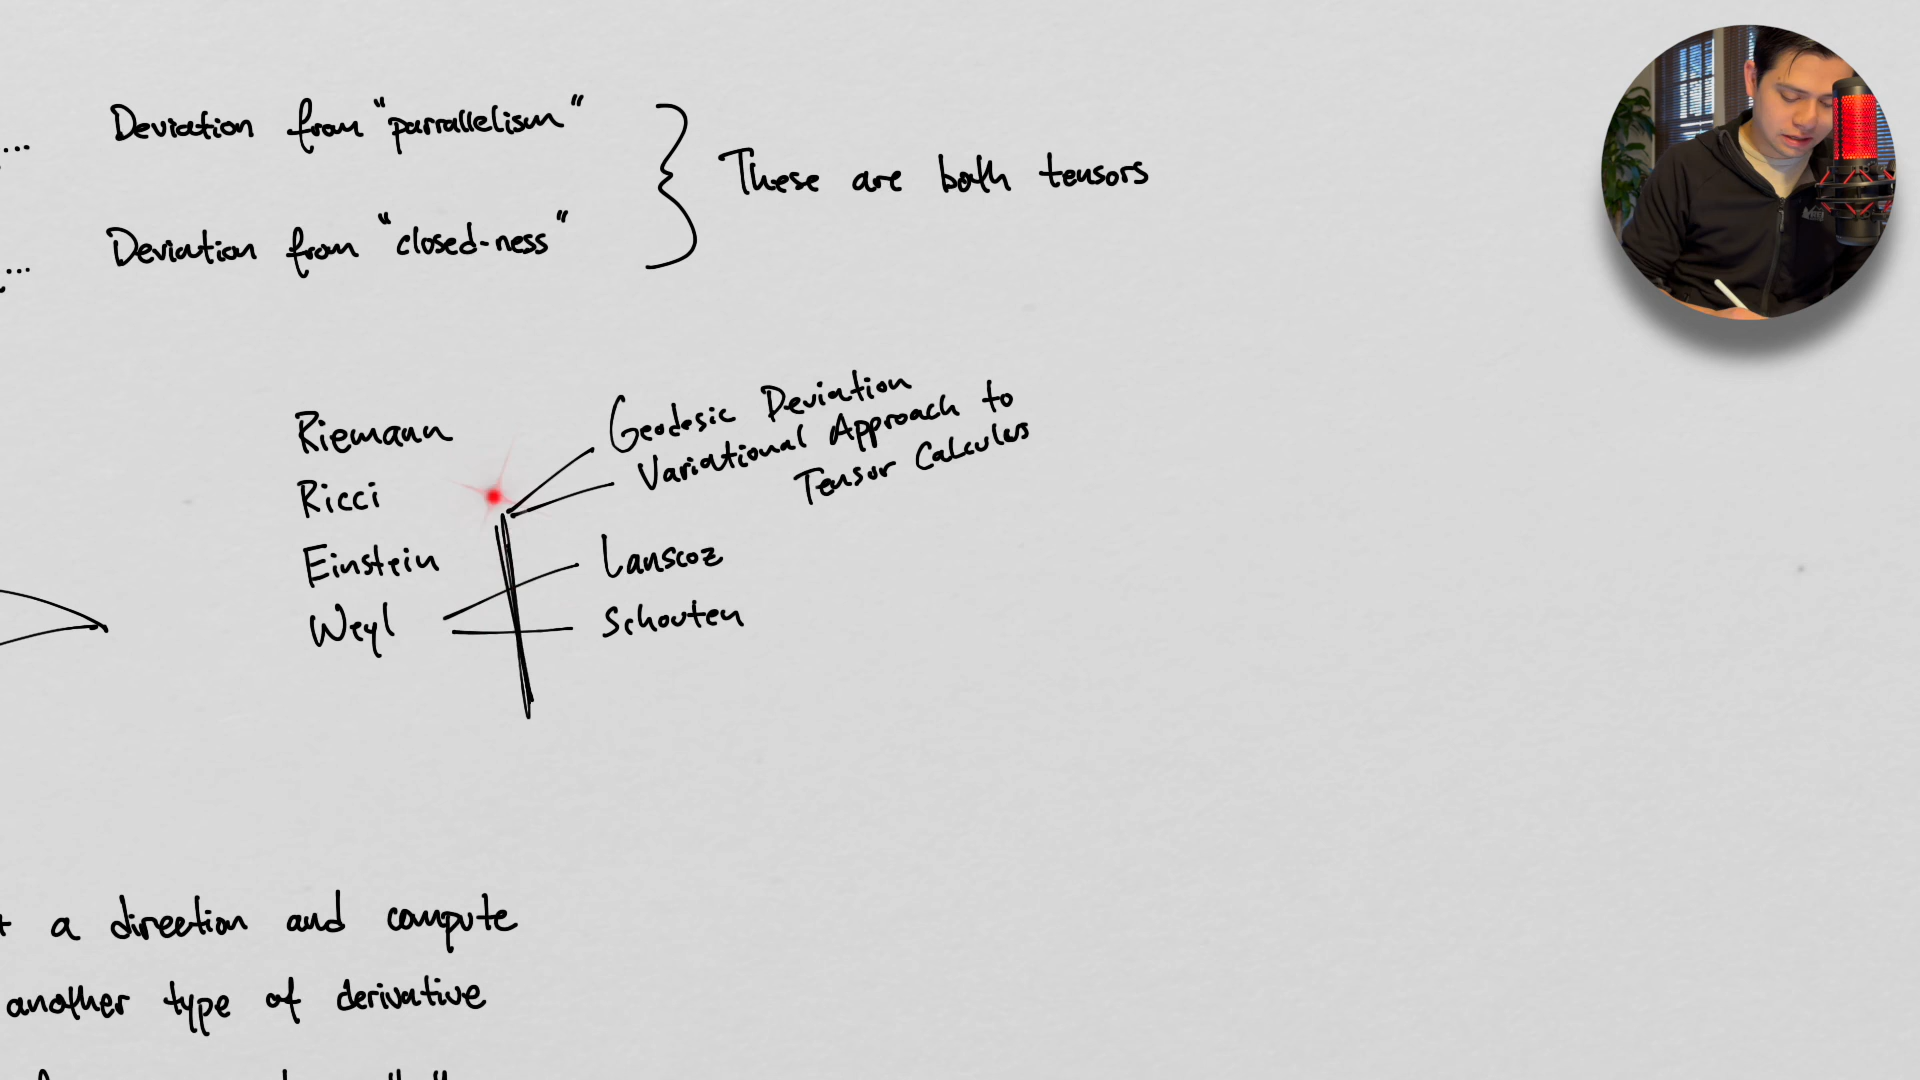 .... Deviation from "parrallelism"
These are both tensors
... Deviation from "closed-ness"
Riemann
Ricci
Einstein
Weyl
Geodesic Deviation
Variational Approach to
Tensor Calculus
Lanscoz
Schouten
a direction and compute
another type of derivative